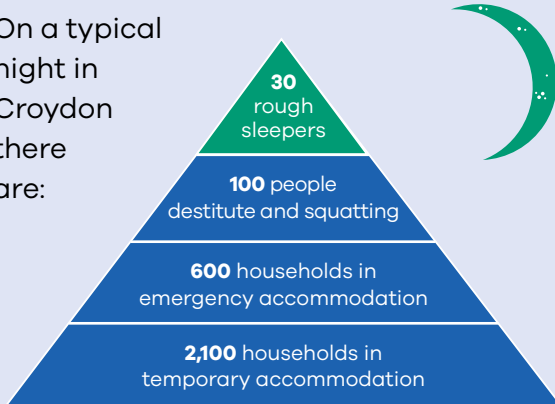 On a typical
night in
Croydon
there
are:
30
rough
sleepers
100 people
destitute and squatting
600 households in
emergency accommodation
2,100 households in
temporary accommodation